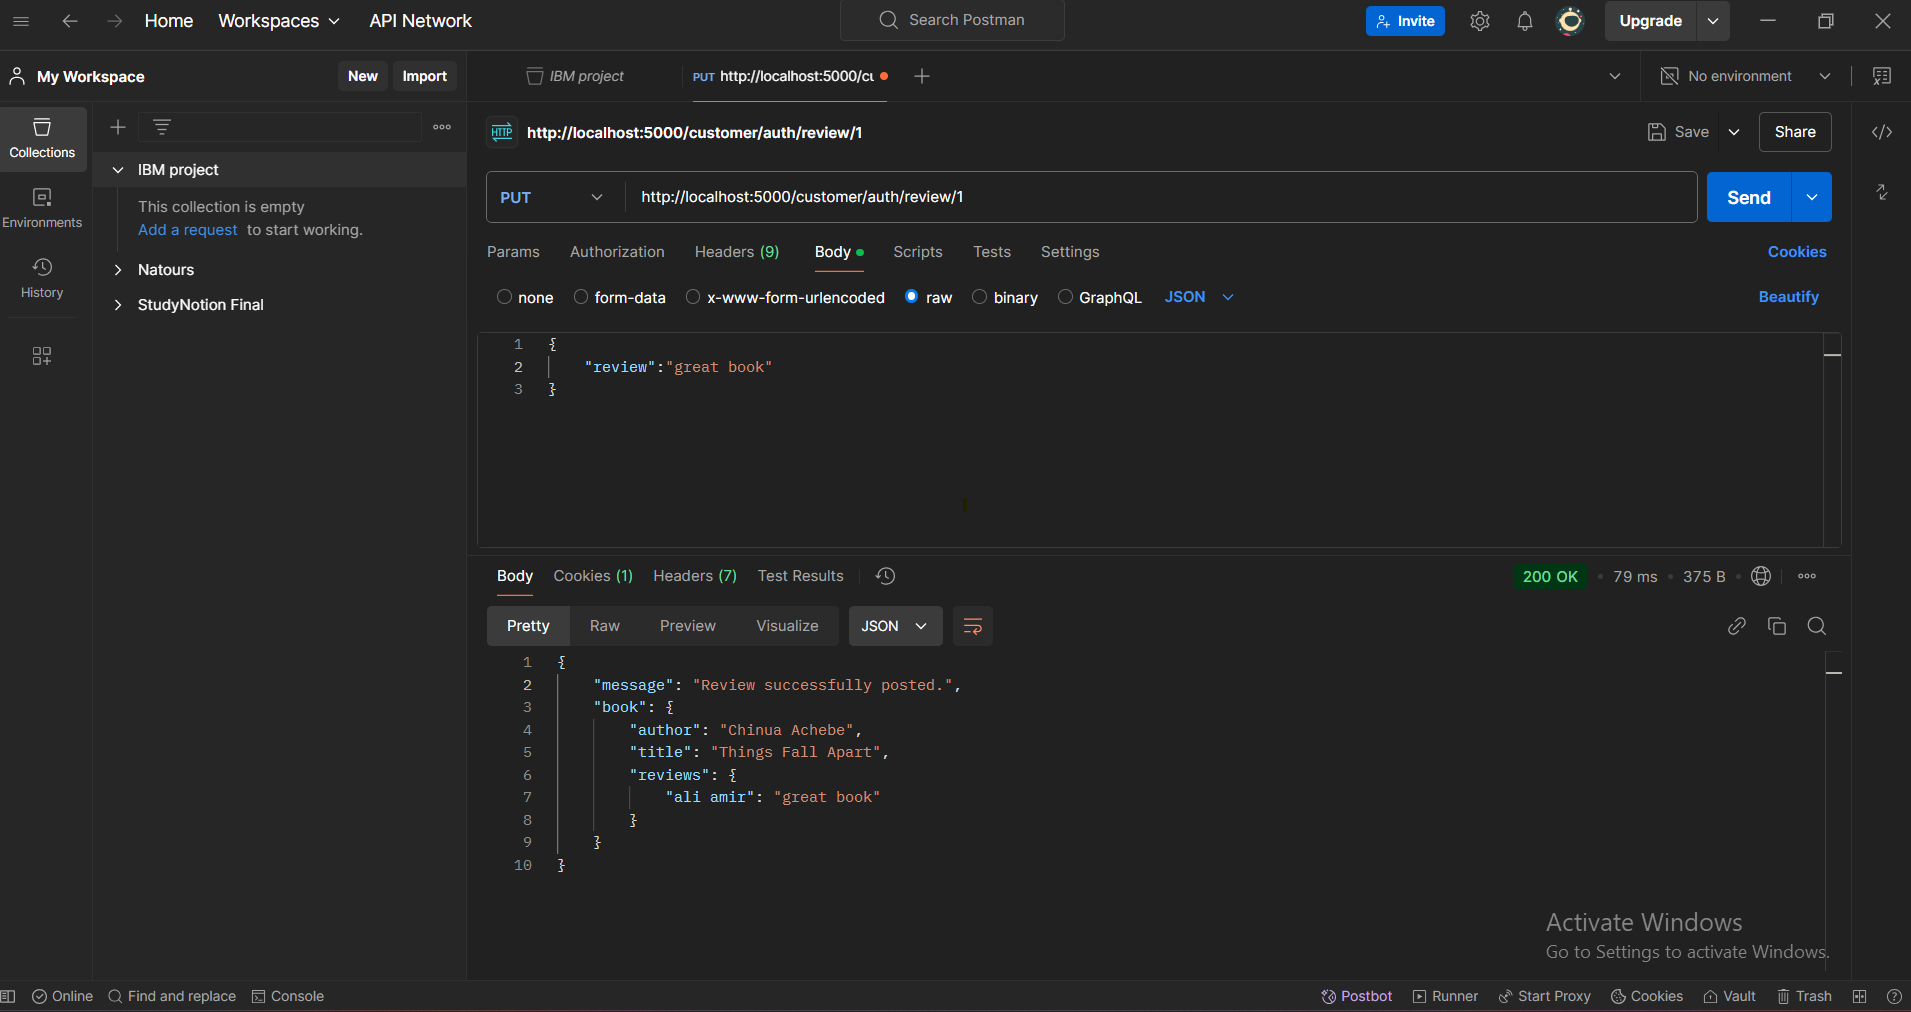 Home Workspaces API Network Search Postman Invite Upgrade
My Workspace New Import IBM project PUT http://localhost:5000/cu No environment
Collections
Environments
History
IBM project
This collection is empty
Add a request to start working.
Natours
StudyNotion Final
HTTP http://localhost:5000/customer/auth/review/1 Save Share
PUT http://localhost:5000/customer/auth/review/1 Send
Params Authorization Headers (9) Body Scripts Tests Settings Cookies
none form-data x-www-form-urlencoded raw binary GraphQL JSON Beautify
1 {
2 "review":"great book"
3 }
Body Cookies (1) Headers (7) Test Results 200 OK 79 ms 375 B
Pretty Raw Preview Visualize JSON
1 {
2 "message": "Review successfully posted.",
3 "book": {
4 "author": "Chinua Achebe",
5 "title": "Things Fall Apart",
6 "reviews": {
7 "ali amir": "great book"
8 }
9 }
10 }
Activate Windows
Go to Settings to activate Windows.
Online Find and replace Console Postbot Runner Start Proxy Cookies Vault Trash